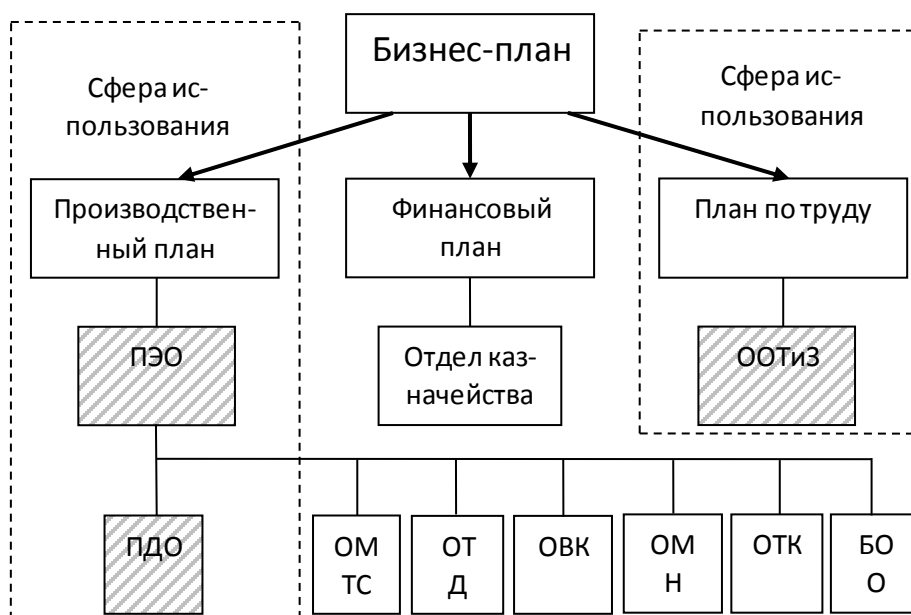 Бизнес-план
Сфера ис-
пользования
Сфера ис-
пользования
Производствен-
ный план
Финансовый
план
План по труду
ПЭО
Отдел каз-
начейства
ООТиЗ
ПДО
ОМ
ТС
ОТ
Д
ОВК
ОМ
Н
ОТК
БО
О